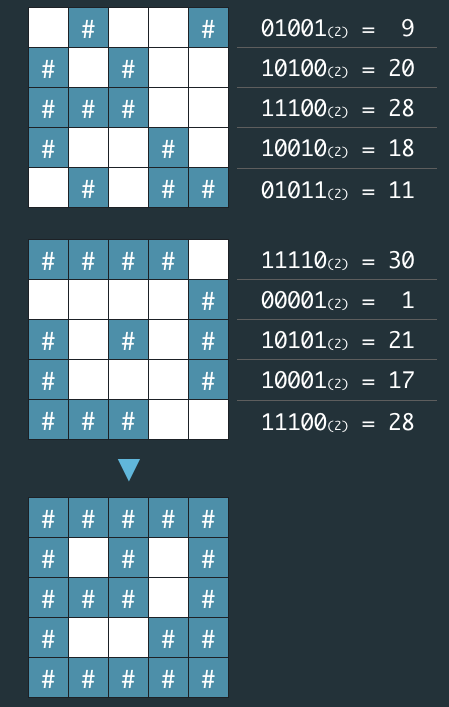 # # 01001(2) = 9
# # 10100(2) = 20
# # # 11100(2) = 28
# # 10010(2) = 18
# # # 01011(2) = 11
# # # # 11110(2) = 30
# 00001(2) = 1
# # # 10101(2) = 21
# # 10001(2) = 17
# # # 11100(2) = 28
# # # # #
# # #
# # # #
# # #
# # # # #